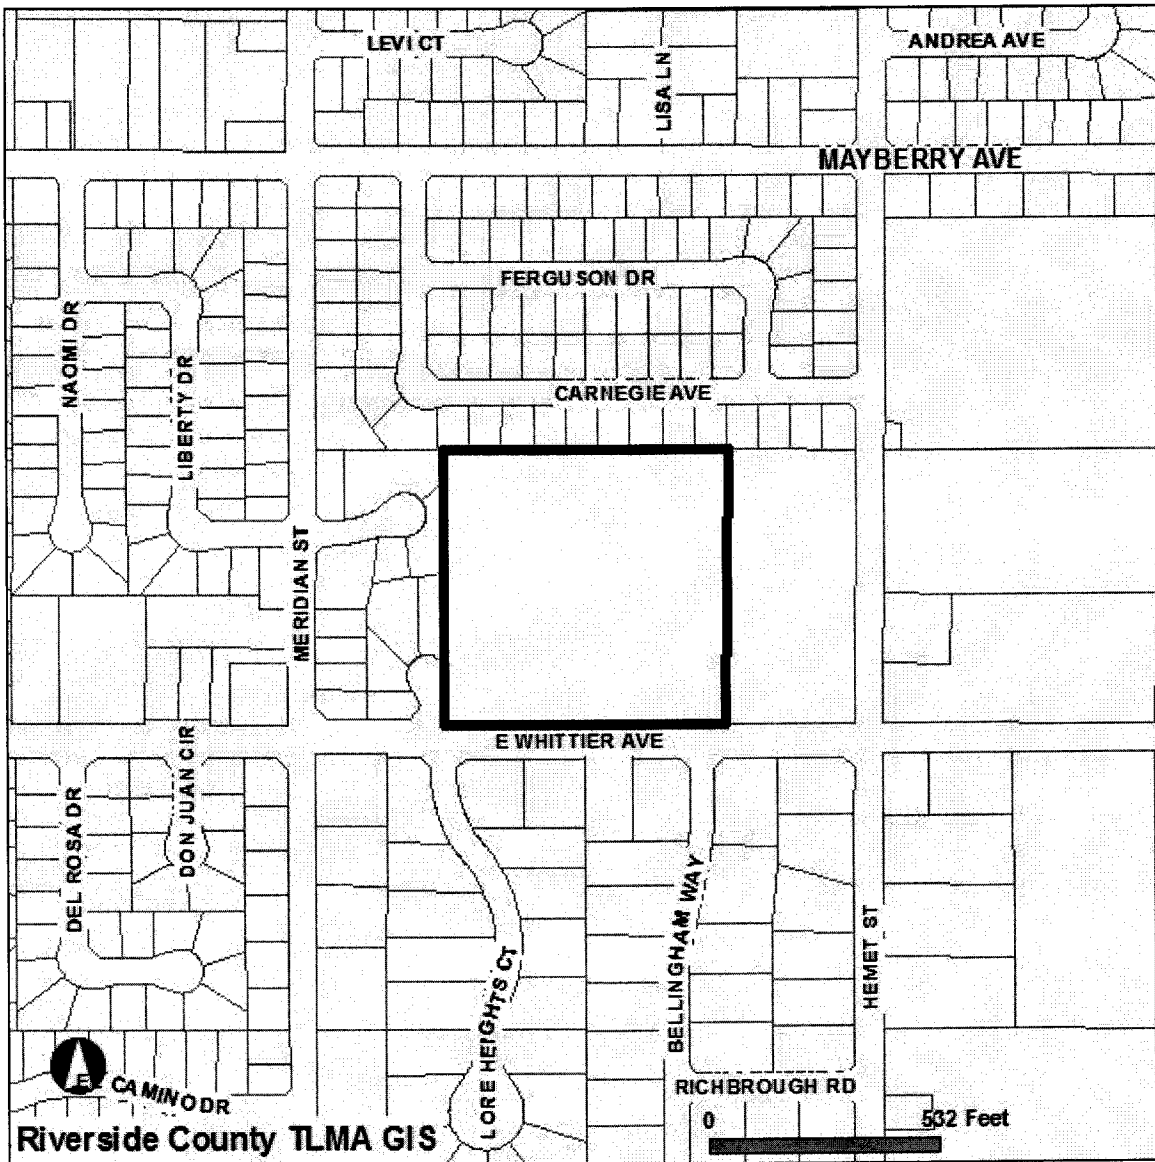 LEVI CT
LISA LN
ANDREA AVE
MAYBERRY AVE
FERGUSON DR
NAOMI DR
LIBERTY DR
CARNEGIE AVE
MERIDIAN ST
E WHITTIER AVE
DEL ROSA DR
DON JUAN CIR
BELLINGHAM WAY
HEMET ST
LORE HEIGHTS CT
CAMINO DR
RICHBROUGH RD
0 532 Feet
Riverside County TLMA GIS